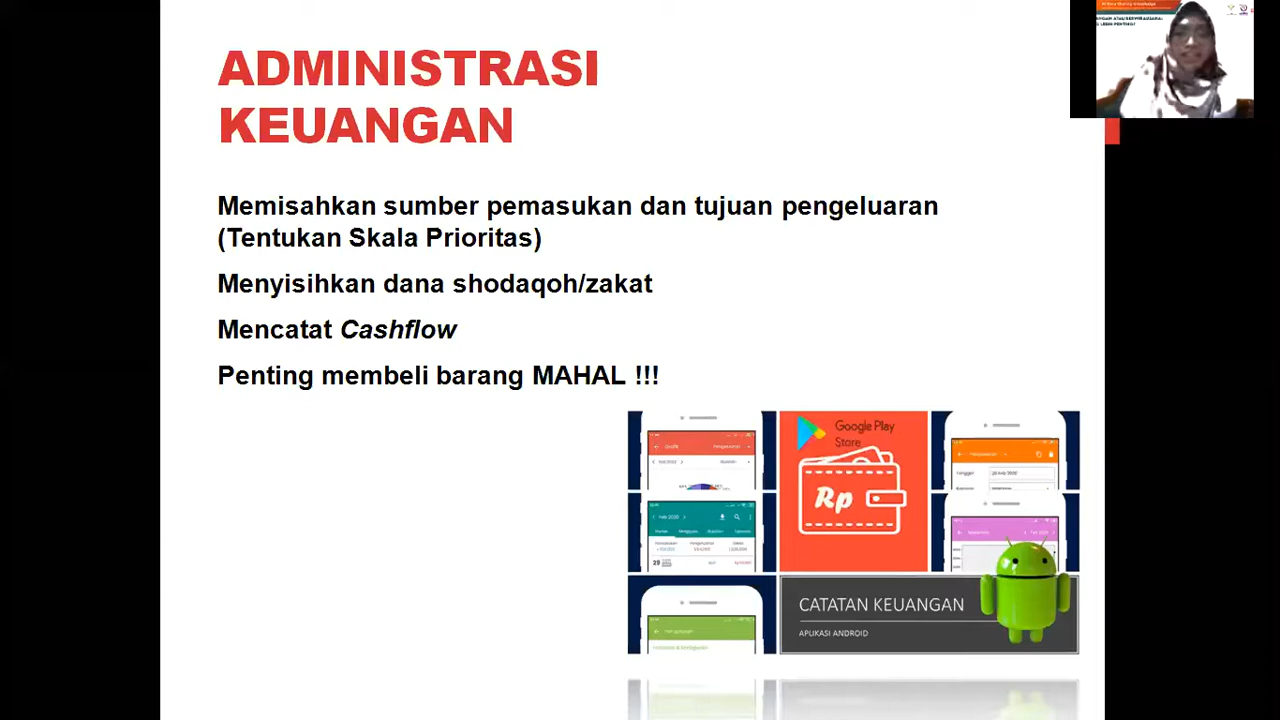 ADMINISTRASI
KEUANGAN
Memisahkan sumber pemasukan dan tujuan pengeluaran
(Tentukan Skala Prioritas)
Menyisihkan dana shodaqoh/zakat
Mencatat Cashflow
Penting membeli barang MAHAL !!!
Google Play
Store
Rp
CATATAN KEUANGAN
APLIKASI ANDROID